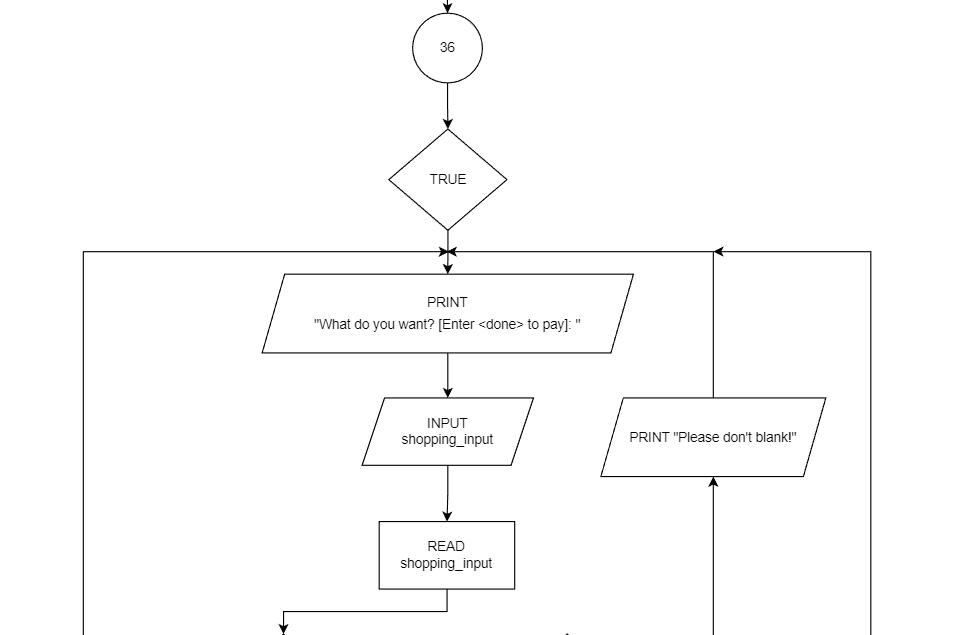 36
TRUE
PRINT
"What do you want? [Enter <done> to pay]: "
INPUT
shopping_input
PRINT "Please don't blank!"
READ
shopping_input